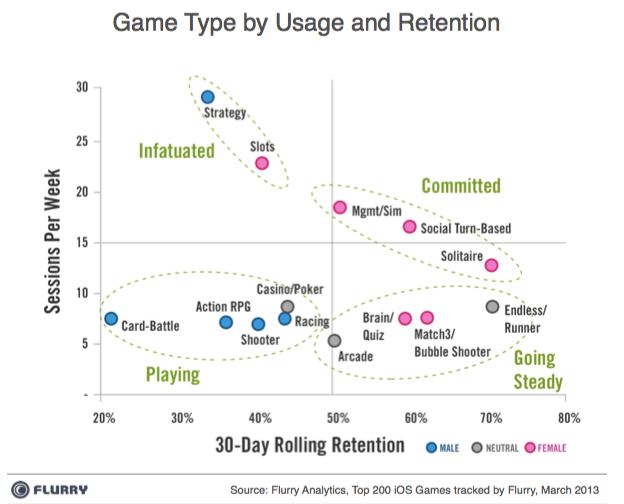 Game Type by Usage and Retention
Sessions Per Week
30
25
20
15
10
5
-
Strategy
Slots
Infatuated
Committed
Mgmt/Sim
Social Turn-Based
Solitaire
Casino/Poker
Action RPG
Card-Battle
Shooter
Racing
Playing
Brain/
Quiz
Match3/
Bubble Shooter
Arcade
Endless/
Runner
Going
Steady
20%
30%
40%
50%
60%
70%
80%
30-Day Rolling Retention
MALE
NEUTRAL
FEMALE
FLURRY
Source: Flurry Analytics, Top 200 iOS Games tracked by Flurry, March 2013